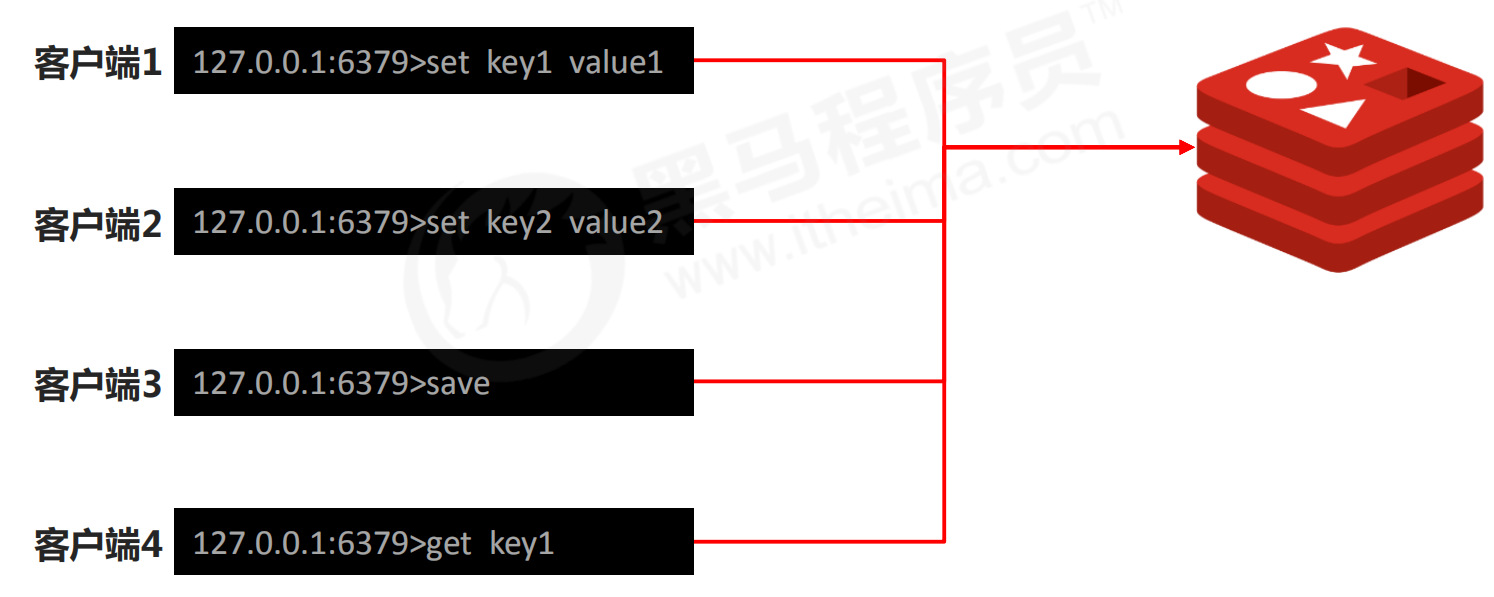 客户端1 127.0.0.1:6379>set key1 value1
客户端2 127.0.0.1:6379>set key2 value2
客户端3 127.0.0.1:6379>save
客户端4 127.0.0.1:6379>get key1
黑马程序员™
www.itheima.com